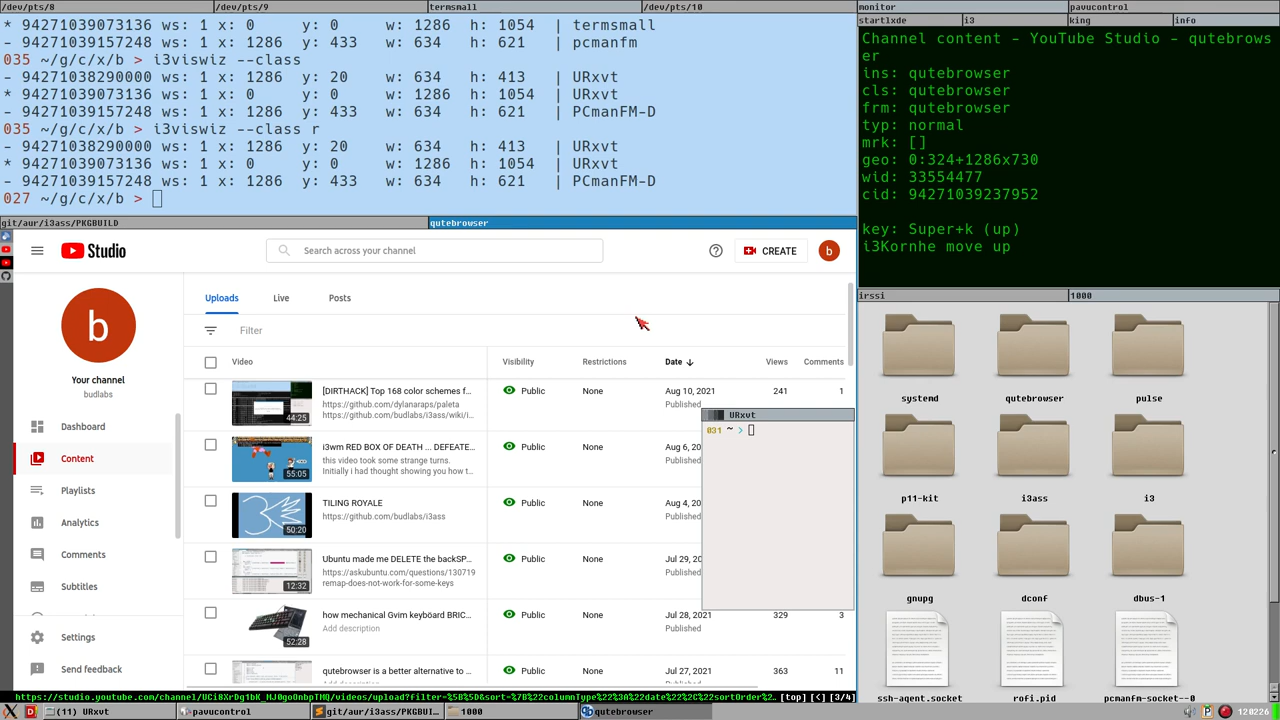 /dev/pts/8
/dev/pts/9
termsmall
/dev/pts/10
monitor
pavucontrol
startlxde
i3
king
info
* 94271039073136 ws: 1 x: 0 y: 0 w: 1286 h: 1054 | termsmall
- 94271039157248 ws: 1 x: 1286 y: 433 w: 634 h: 621 | pcmanfm
035 ~/g/c/x/b > i3viswiz --class
- 94271038290000 ws: 1 x: 1286 y: 20 w: 634 h: 413 | URxvt
* 94271039073136 ws: 1 x: 0 y: 0 w: 1286 h: 1054 | URxvt
- 94271039157248 ws: 1 x: 1286 y: 433 w: 634 h: 621 | PCmanFM-D
035 ~/g/c/x/b > i3viswiz --class r
- 94271038290000 ws: 1 x: 1286 y: 20 w: 634 h: 413 | URxvt
* 94271039073136 ws: 1 x: 0 y: 0 w: 1286 h: 1054 | URxvt
- 94271039157248 ws: 1 x: 1286 y: 433 w: 634 h: 621 | PCmanFM-D
027 ~/g/c/x/b >
Channel content - YouTube Studio - qutebrows
er
ins: qutebrowser
cls: qutebrowser
frm: qutebrowser
typ: normal
mrk: []
geo: 0:324+1286x730
wid: 33554477
cid: 94271039237952
key: Super+k (up)
i3Kornhe move up
git/aur/i3ass/PKGBUILD
qutebrowser
Studio
Search across your channel
CREATE
b
b
Your channel
budlabs
Dashboard
Content
Playlists
Analytics
Comments
Subtitles
Settings
Send feedback
Uploads
Live
Posts
Filter
Video
Visibility
Restrictions
Date
Views
Comments
[DIRTHACK] Top 168 color schemes f...
https://github.com/dylanaraps/paleta
https://github.com/budlabs/i3ass/wiki/i...
44:25
Public
None
Aug 10, 2021
Published
241
1
i3wm RED BOX OF DEATH ... DEFEATE...
this video took some strange turns.
Initially i had thought showing you how t...
55:05
Public
None
Aug 6,
Published
TILING ROYALE
https://github.com/budlabs/i3ass
50:20
Public
None
Aug 4,
Published
Ubuntu made me DELETE the backSP...
https://askubuntu.com/questions/130719
remap-does-not-work-for-some-keys
12:32
Public
None
Jul 29,
Published
how mechanical Gvim keyböard BRIC...
Add description
52:28
Public
None
Jul 28, 2021
Published
329
3
er is a better alter
Public
None
Jul 27, 2021
363
11
URxvt
031 ~ >
irssi
1000
systemd
qutebrowser
pulse
p11-kit
i3ass
i3
gnupg
dconf
dbus-1
ssh-agent.socket
rofi.pid
pcmanfm-socket--0
[top] [<] [3/4]
(11) URxvt
pavucontrol
git/aur/i3ass/PKGBUI...
1000
qutebrowser
120226